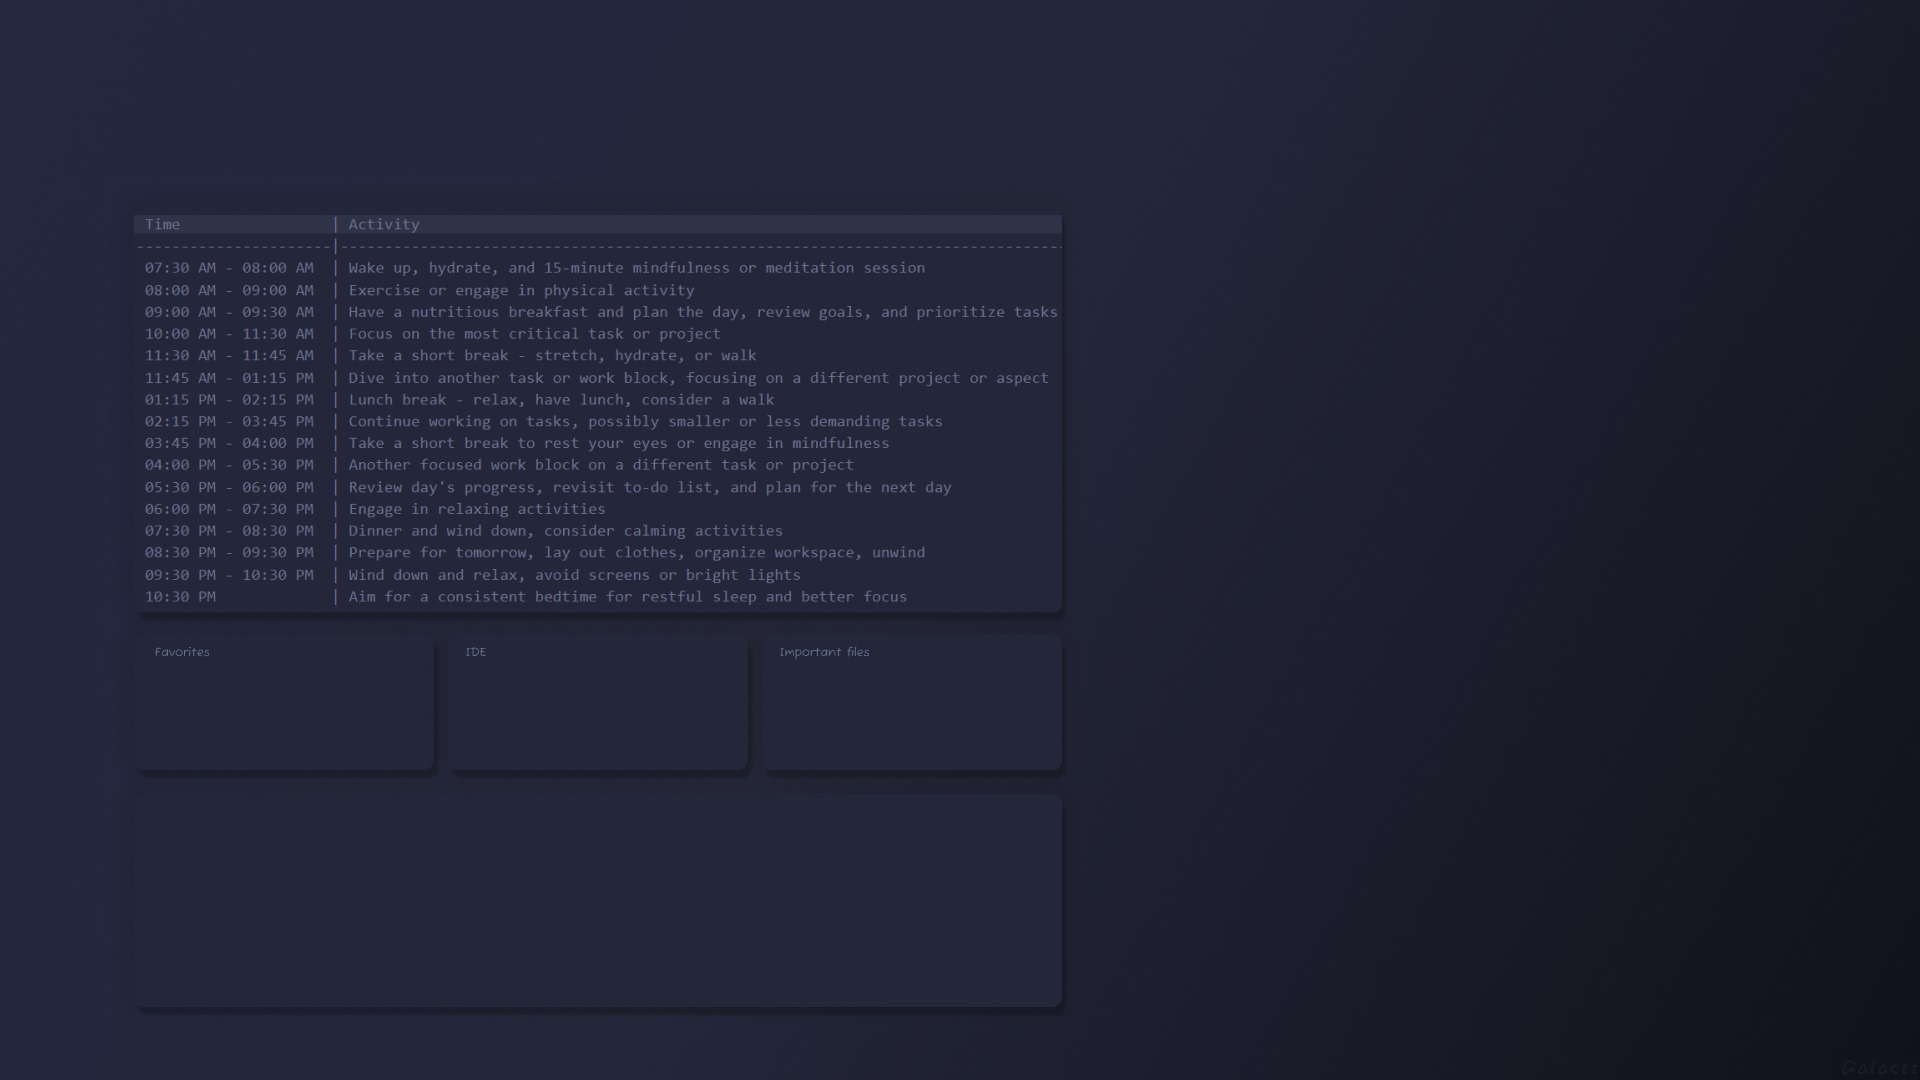 Time | Activity
----------------------|----------------------------------------------------------------------------------
07:30 AM - 08:00 AM | Wake up, hydrate, and 15-minute mindfulness or meditation session
08:00 AM - 09:00 AM | Exercise or engage in physical activity
09:00 AM - 09:30 AM | Have a nutritious breakfast and plan the day, review goals, and prioritize tasks
10:00 AM - 11:30 AM | Focus on the most critical task or project
11:30 AM - 11:45 AM | Take a short break - stretch, hydrate, or walk
11:45 AM - 01:15 PM | Dive into another task or work block, focusing on a different project or aspect
01:15 PM - 02:15 PM | Lunch break - relax, have lunch, consider a walk
02:15 PM - 03:45 PM | Continue working on tasks, possibly smaller or less demanding tasks
03:45 PM - 04:00 PM | Take a short break to rest your eyes or engage in mindfulness
04:00 PM - 05:30 PM | Another focused work block on a different task or project
05:30 PM - 06:00 PM | Review day's progress, revisit to-do list, and plan for the next day
06:00 PM - 07:30 PM | Engage in relaxing activities
07:30 PM - 08:30 PM | Dinner and wind down, consider calming activities
08:30 PM - 09:30 PM | Prepare for tomorrow, lay out clothes, organize workspace, unwind
09:30 PM - 10:30 PM | Wind down and relax, avoid screens or bright lights
10:30 PM | Aim for a consistent bedtime for restful sleep and better focus
Favorites
IDE
Important files